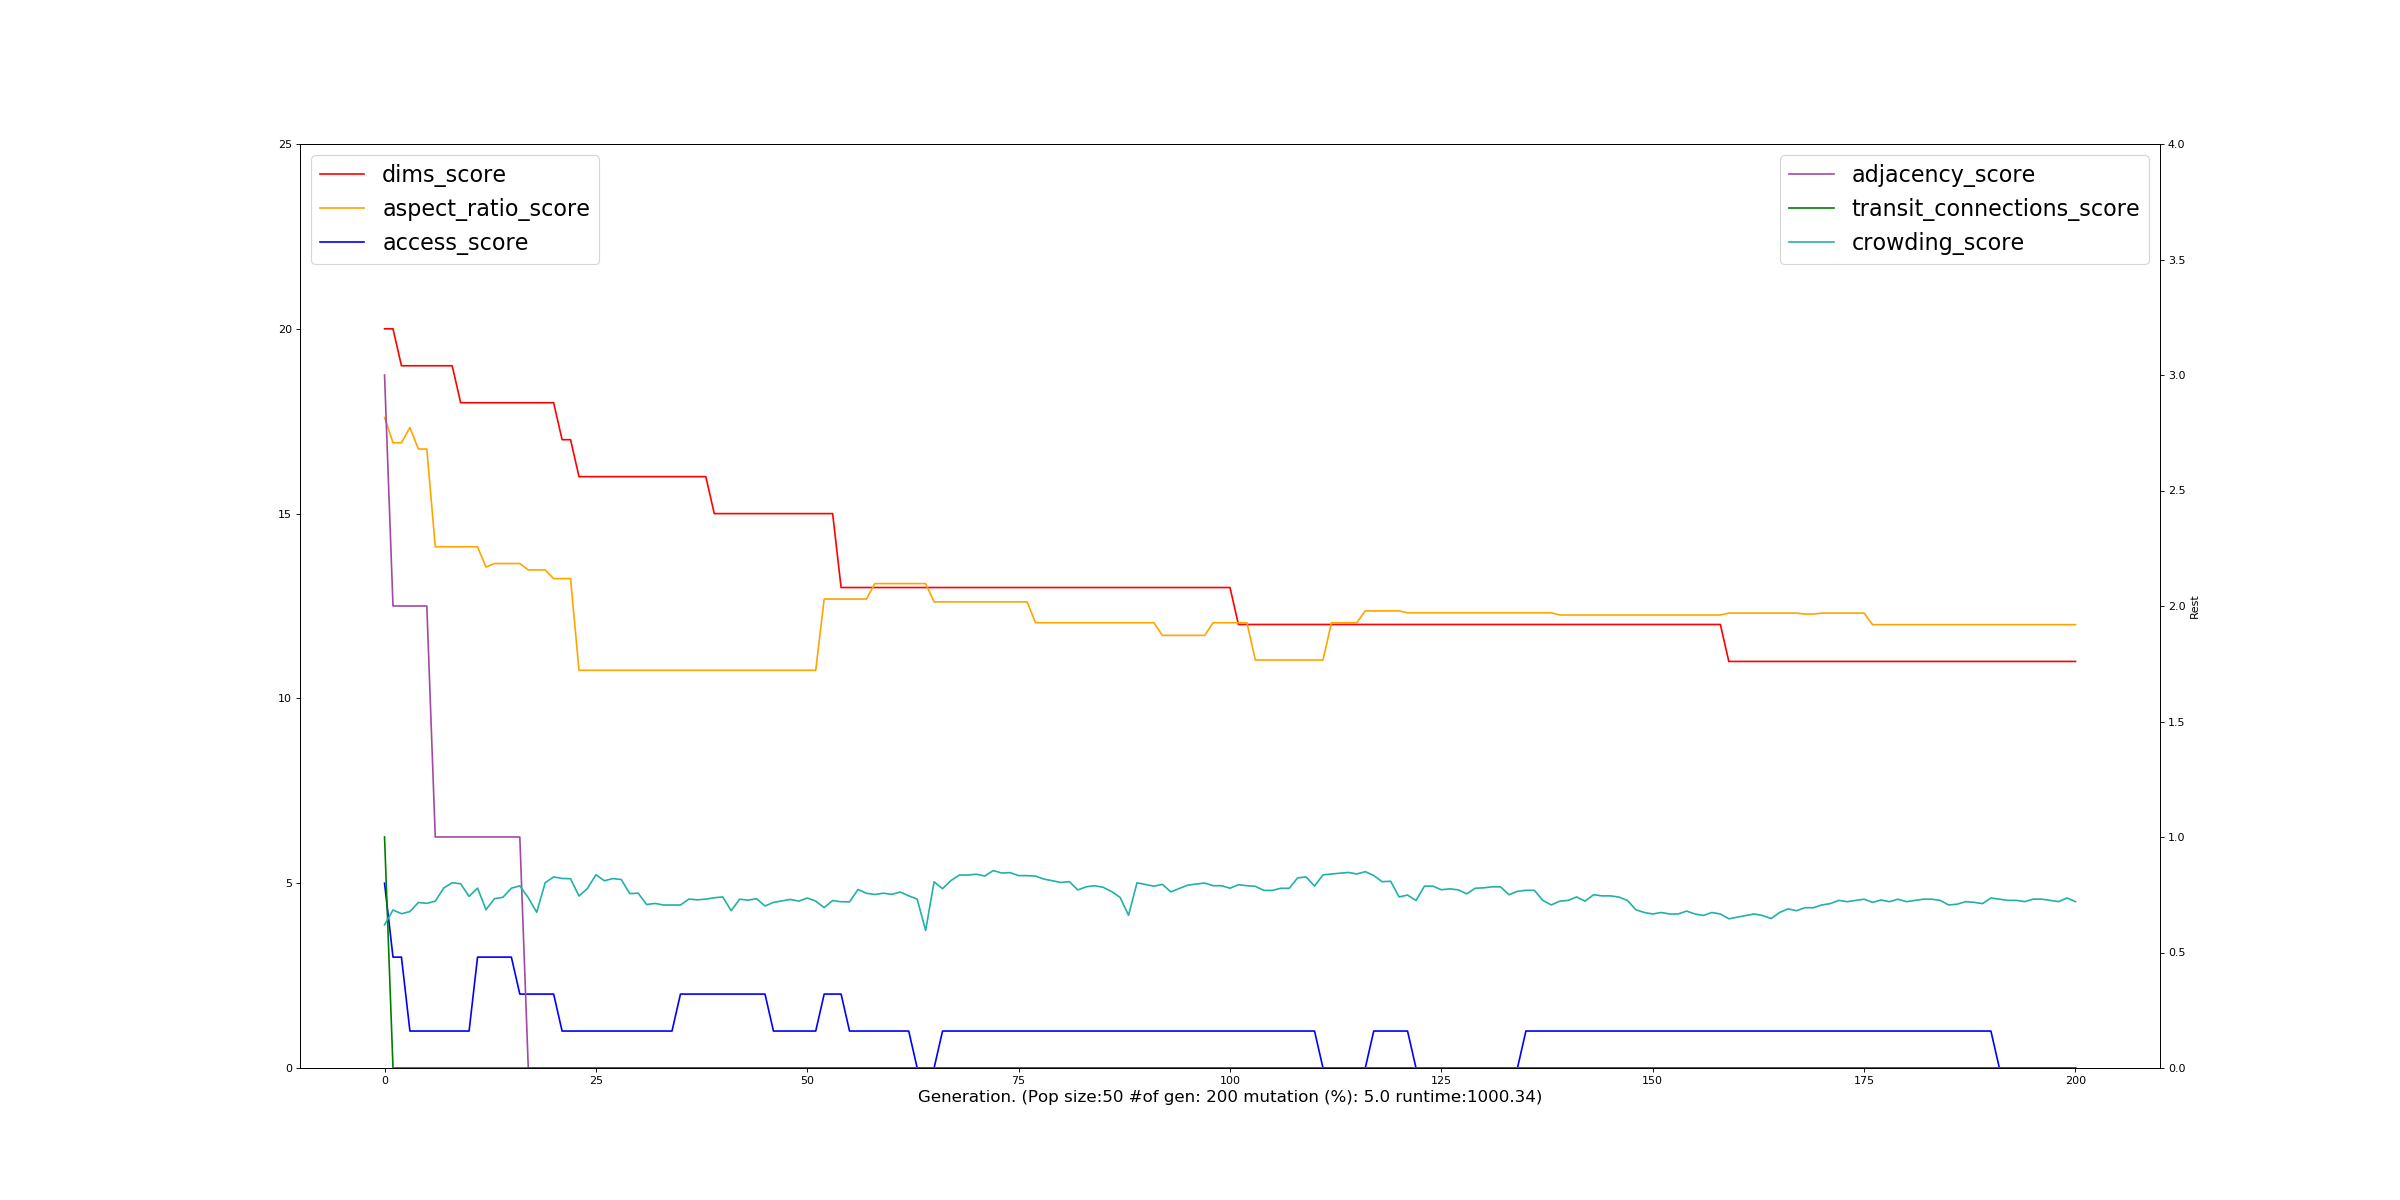 dims_score
aspect_ratio_score
access_score
adjacency_score
transit_connections_score
crowding_score
25
20
15
10
5
0
4.0
3.5
3.0
2.5
2.0
1.5
1.0
0.5
0.0
Rest
0 25 50 75 100 125 150 175 200
Generation. (Pop size:50 #of gen: 200 mutation (%): 5.0 runtime:1000.34)